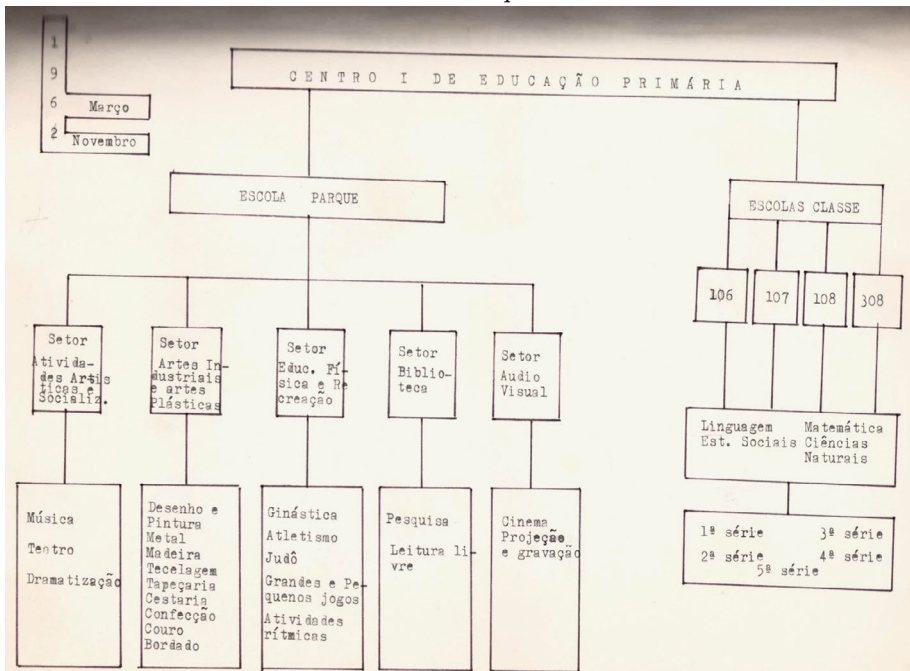 1
9
6
2
Março
Novembro
CENTRO I DE EDUCAÇÃO PRIMÁRIA
ESCOLA PARQUE
ESCOLAS CLASSE
106
107
108
308
Setor
Ativida-
des Artis
ticas e
Socializ.
Setor
Artes In-
dustriais
e artes
Plásticas
Setor
Educ. Fí-
sica e Re
creação
Setor
Biblio-
teca
Setor
Audio
Visual
Linguagem Matemática
Est. Sociais Ciências
Naturais
Música
Teatro
Dramatização
Desenho e
Pintura
Metal
Madeira
Tecelagem
Tapeçaria
Cestaria
Confecção
Couro
Bordado
Ginástica
Atletismo
Judô
Grandes e Pe-
quenos jogos
Atividades
rítmicas
Pesquisa
Leitura li-
vre
Cinema
Projeção
e gravação
1ª série 3ª série
2ª série 4ª série
5ª série